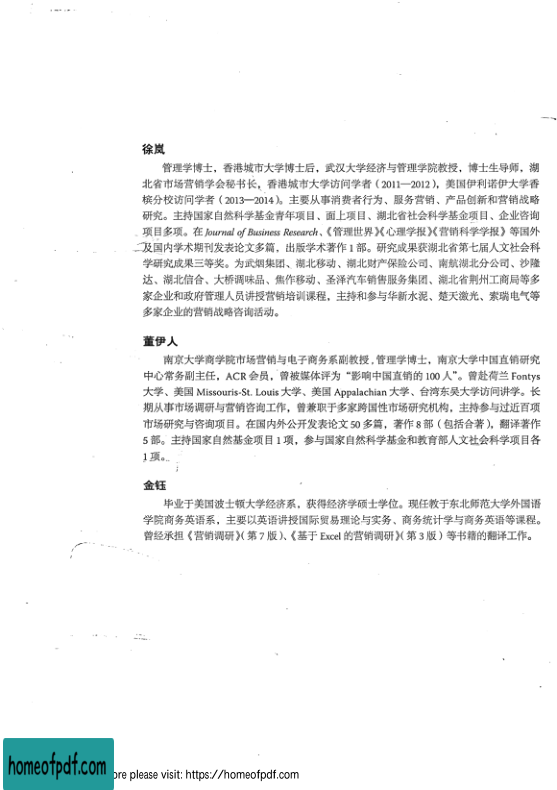 徐岚
管理学博士，香港城市大学博士后，武汉大学经济与管理学院教授，博士生导师，湖
北省市场营销学会秘书长，香港城市大学访问学者（2011—2012），美国伊利诺伊大学香
槟分校访问学者（2013—2014）。主要从事消费者行为、服务营销、产品创新和营销战略
研究。主持国家自然科学基金青年项目、面上项目、湖北省社会科学基金项目、企业咨询
项目多项。在 Journal of Business Research、《管理世界》《心理学报》《营销科学学报》等国外
及国内学术期刊发表论文多篇，出版学术著作 1 部。研究成果获湖北省第七届人文社会科
学研究成果三等奖。为武烟集团、湖北移动、湖北财产保险公司、南航湖北分公司、沙隆
达、湖北信合、大桥调味品、焦作移动、圣泽汽车销售服务集团、湖北省荆州工商局等多
家企业和政府管理人员讲授营销培训课程，主持和参与华新水泥、楚天激光、索瑞电气等
多家企业的营销战略咨询活动。
董伊人
南京大学商学院市场营销与电子商务系副教授，管理学博士，南京大学中国直销研究
中心常务副主任，ACR 会员，曾被媒体评为“影响中国直销的 100 人”。曾赴荷兰 Fontys
大学、美国 Missouris-St. Louis 大学、美国 Appalachian 大学、台湾东吴大学访问讲学。长
期从事市场调研与营销咨询工作，曾兼职于多家跨国性市场研究机构，主持参与过近百项
市场研究与咨询项目。在国内外公开发表论文 50 多篇，著作 8 部（包括合著），翻译著作
5 部。主持国家自然基金项目 1 项，参与国家自然科学基金和教育部人文社会科学项目各
1 项。
金钰
毕业于美国波士顿大学经济系，获得经济学硕士学位。现任教于东北师范大学外国语
学院商务英语系，主要以英语讲授国际贸易理论与实务、商务统计学与商务英语等课程。
曾经承担《营销调研》（第 7 版）、《基于 Excel 的营销调研》（第 3 版）等书籍的翻译工作。
homeofpdf.com
ore please visit: https://homeofpdf.com